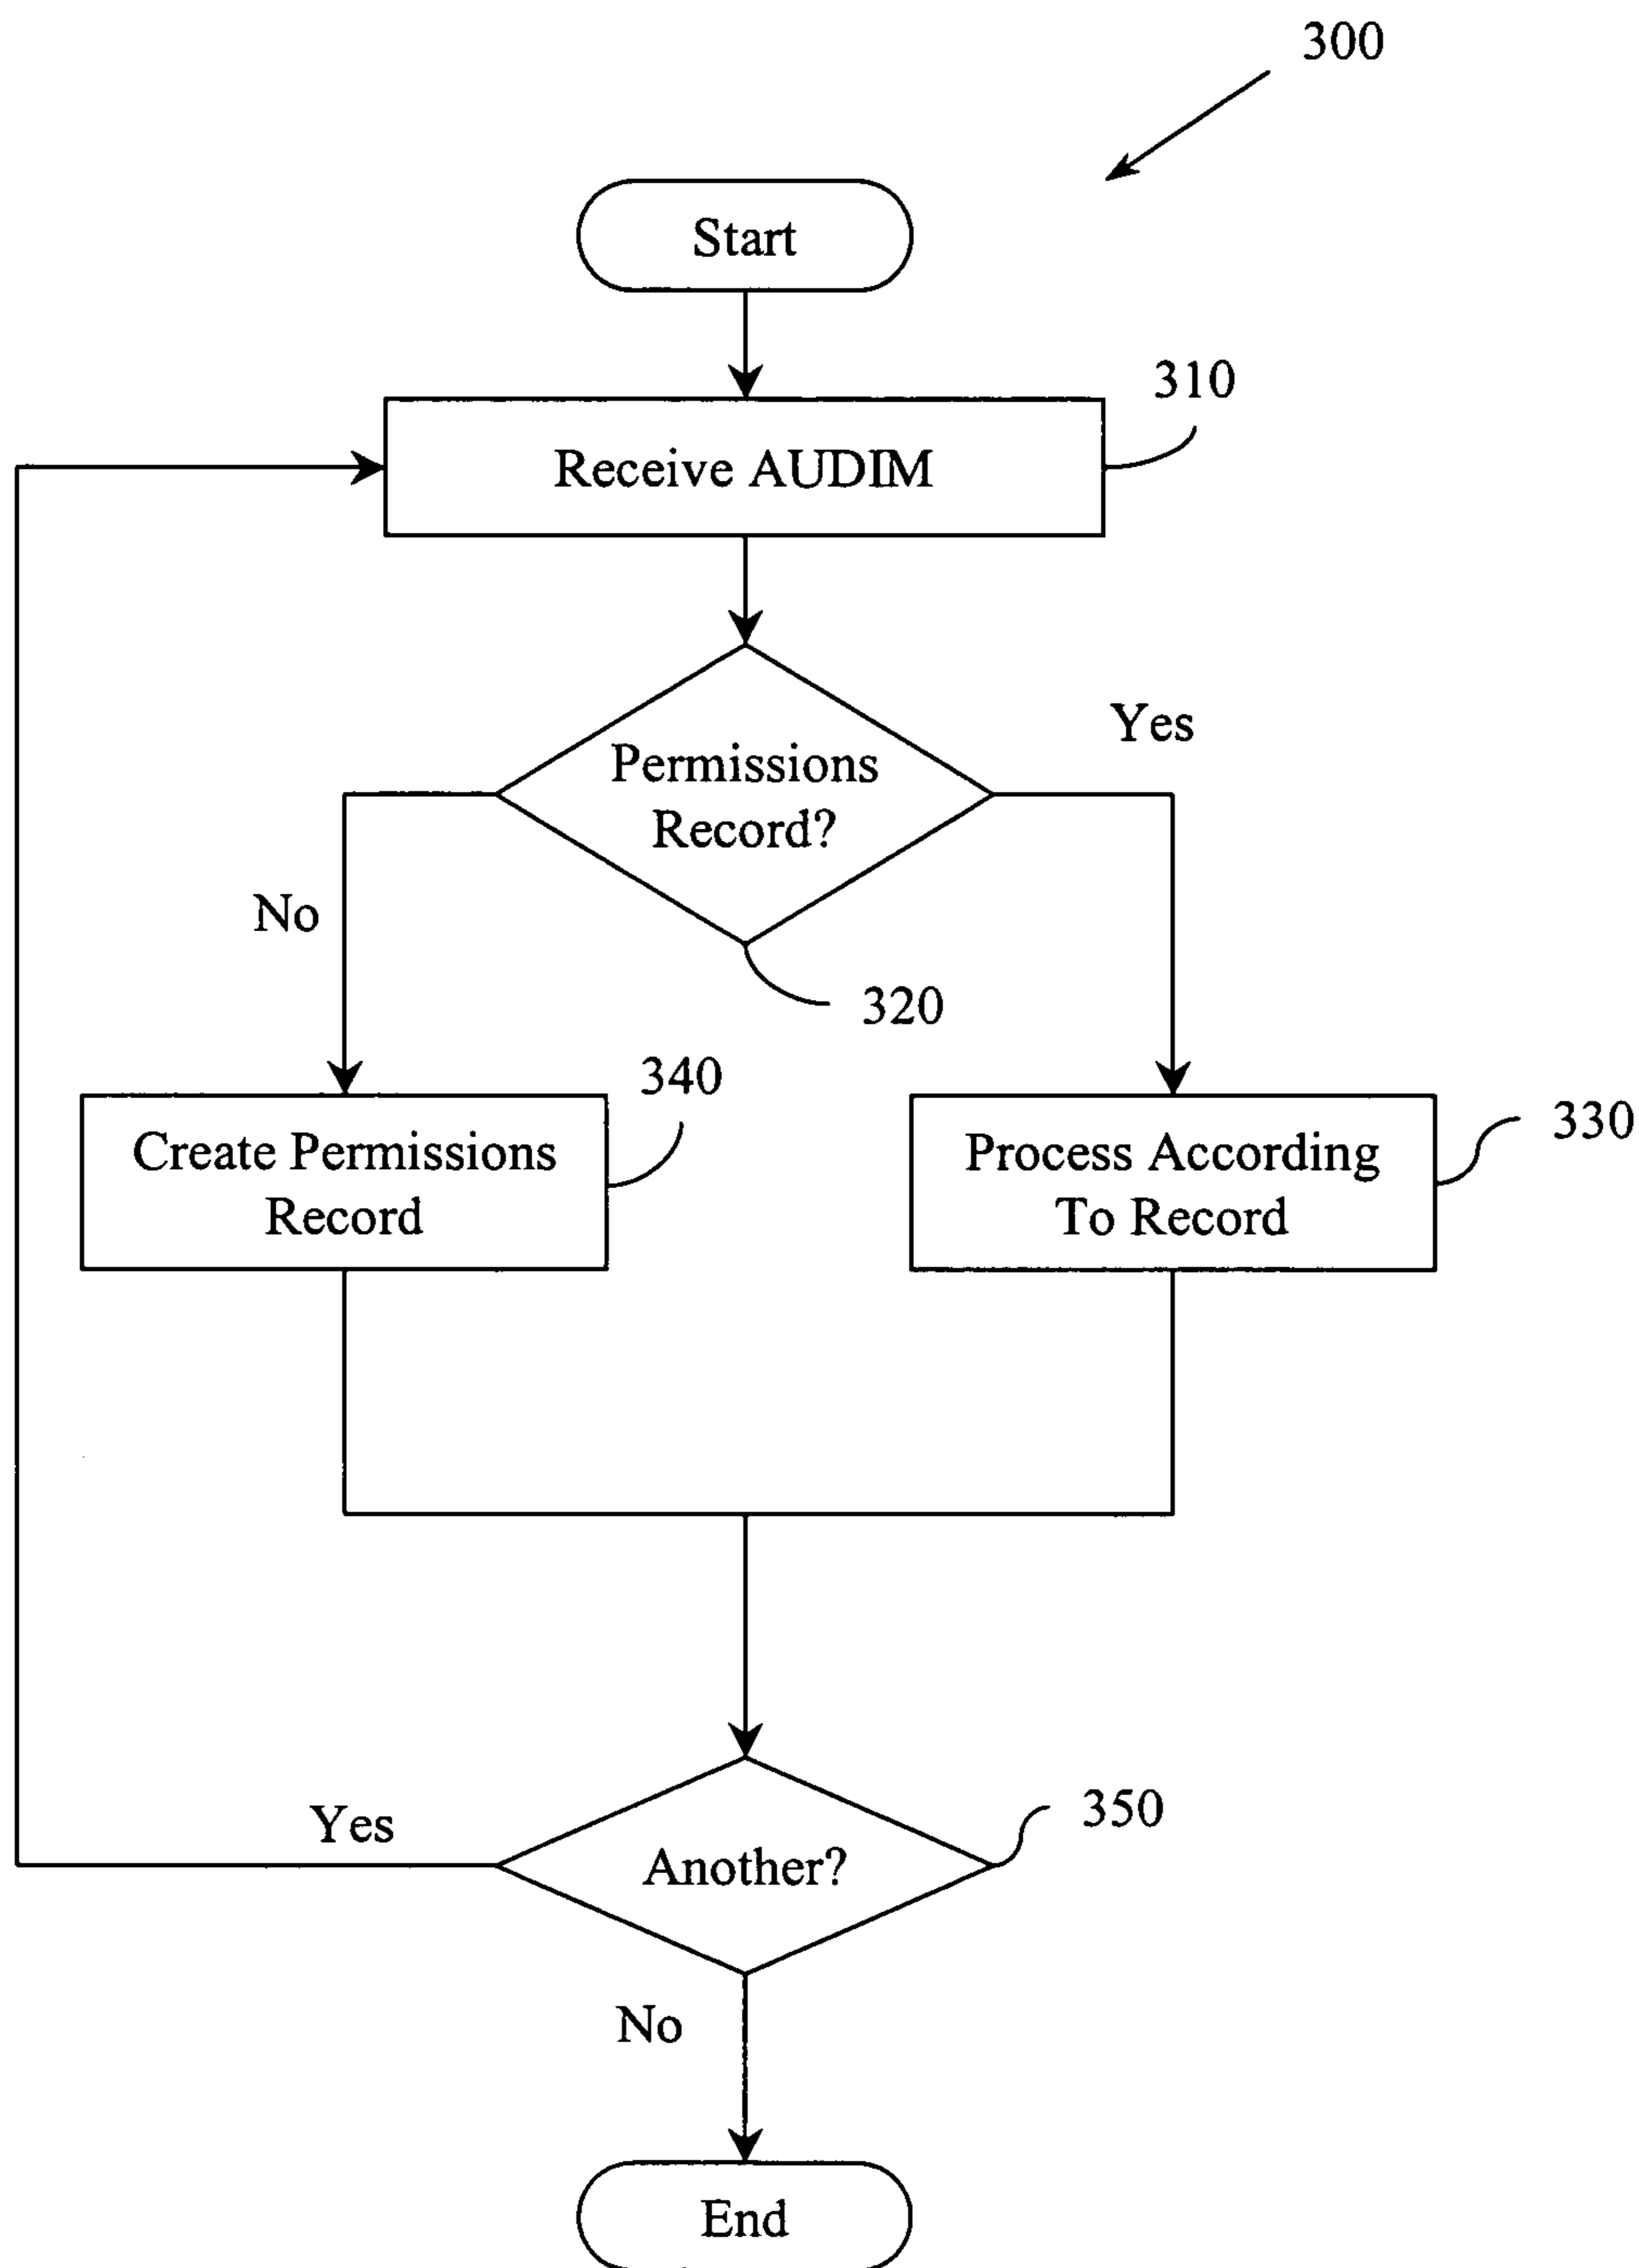 300
Start
310
Receive AUDIM
Yes
Permissions
Record?
No
320
340
330
Create Permissions
Record
Process According
To Record
350
Yes
Another?
No
End